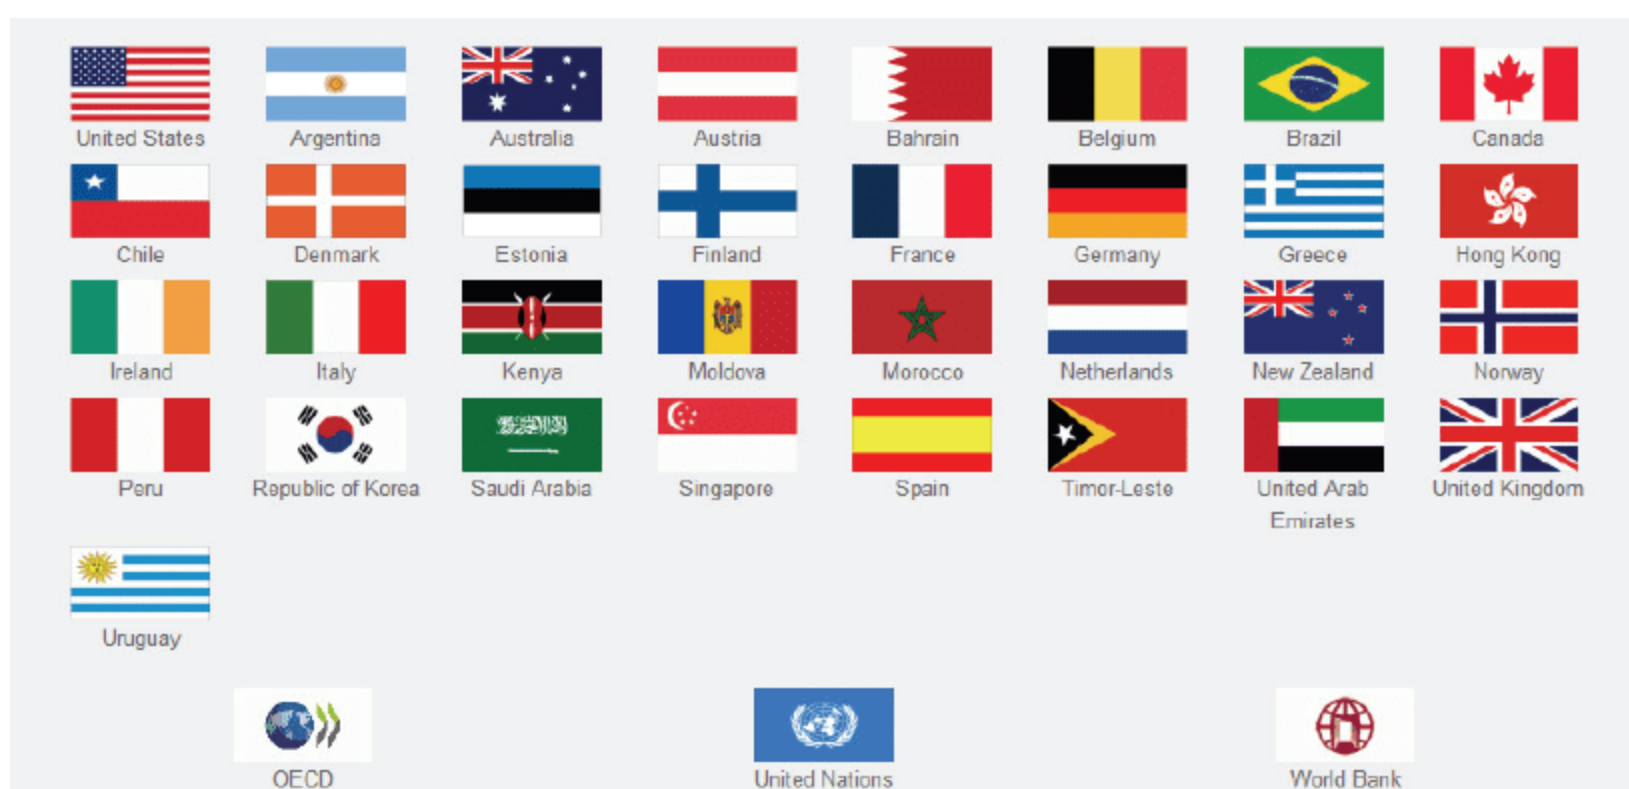 United States Argentina Australia Austria Bahrain Belgium Brazil Canada
Chile Denmark Estonia Finland France Germany Greece Hong Kong
Ireland Italy Kenya Moldova Morocco Netherlands New Zealand Norway
Peru Republic of Korea Saudi Arabia Singapore Spain Timor-Leste United Arab United Kingdom
Emirates
Uruguay
OECD United Nations World Bank